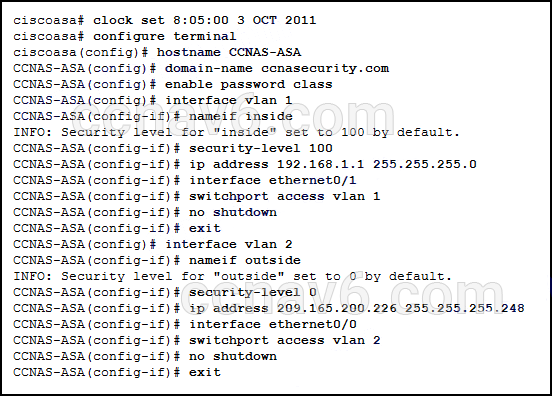 ciscoasa# clock set 8:05:00 3 OCT 2011
ciscoasa# configure terminal
ciscoasa(config)# hostname CCNAS-ASA
CCNAS-ASA(config)# domain-name ccnasecurity.com
CCNAS-ASA(config)# enable password class
CCNAS-ASA(config)# interface vlan 1
CCNAS-ASA(config-if)# nameif inside
ccnav6.com
INFO: Security level for "inside" set to 100 by default.
CCNAS-ASA(config-if)# security-level 100
CCNAS-ASA(config-if)# ip address 192.168.1.1 255.255.255.0
CCNAS-ASA(config-if)# interface ethernet0/1
CCNAS-ASA(config-if)# switchport access vlan 1
CCNAS-ASA(config-if)# no shutdown
CCNAS-ASA(config-if)# exit
CCNAS-ASA(config)# interface vlan 2
CCNAS-ASA(config-if)# nameif outside
INFO: Security level for "outside" set to 0 by default.
CCNAS-ASA(config-if)# security-level 0
ccnav6.com
CCNAS-ASA(config-if)# ip address 209.165.200.226 255.255.255.248
CCNAS-ASA(config-if)# interface ethernet0/0
CCNAS-ASA(config-if)# switchport access vlan 2
CCNAS-ASA(config-if)# no shutdown
CCNAS-ASA(config-if)# exit